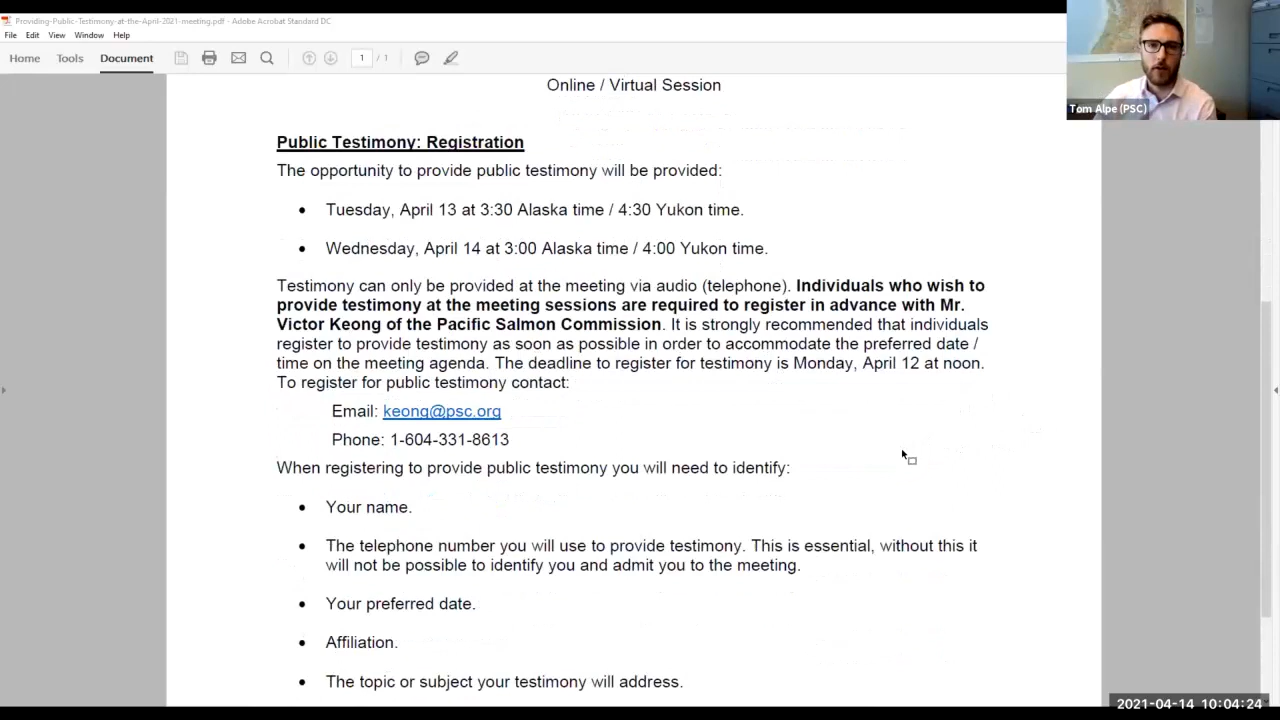 Providing-Public-Testimony-at-the-April-2021-meeting.pdf - Adobe Acrobat Standard DC
File Edit View Window Help
Home Tools Document 1 / 1
Tom Alpe (PSC)
Online / Virtual Session
Public Testimony: Registration
The opportunity to provide public testimony will be provided:
• Tuesday, April 13 at 3:30 Alaska time / 4:30 Yukon time.
• Wednesday, April 14 at 3:00 Alaska time / 4:00 Yukon time.
Testimony can only be provided at the meeting via audio (telephone). Individuals who wish to
provide testimony at the meeting sessions are required to register in advance with Mr.
Victor Keong of the Pacific Salmon Commission. It is strongly recommended that individuals
register to provide testimony as soon as possible in order to accommodate the preferred date /
time on the meeting agenda. The deadline to register for testimony is Monday, April 12 at noon.
To register for public testimony contact:
Email: keong@psc.org
Phone: 1-604-331-8613
When registering to provide public testimony you will need to identify:
• Your name.
• The telephone number you will use to provide testimony. This is essential, without this it
will not be possible to identify you and admit you to the meeting.
• Your preferred date.
• Affiliation.
• The topic or subject your testimony will address.
2021-04-14 10:04:24